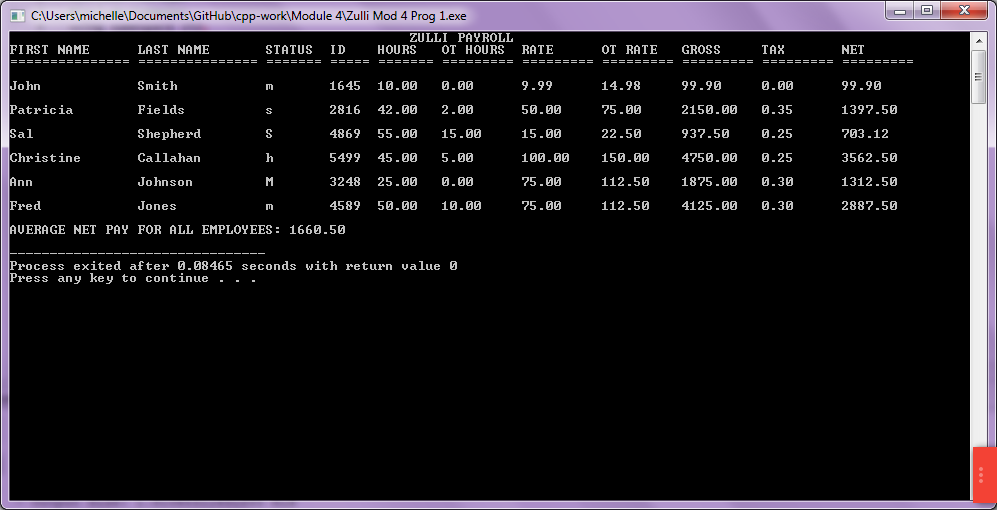 C:\Users\michelle\Documents\GitHub\cpp-work\Module 4\Zulli Mod 4 Prog 1.exe
ZULLI PAYROLL
FIRST NAME LAST NAME STATUS ID HOURS OT HOURS RATE OT RATE GROSS TAX NET
=============== =============== ====== ===== ======== ========= ========= ========= ========= ========= =========
John Smith m 1645 10.00 0.00 9.99 14.98 99.90 0.00 99.90
Patricia Fields s 2816 42.00 2.00 50.00 75.00 2150.00 0.35 1397.50
Sal Shepherd S 4869 55.00 15.00 15.00 22.50 937.50 0.25 703.12
Christine Callahan h 5499 45.00 5.00 100.00 150.00 4750.00 0.25 3562.50
Ann Johnson M 3248 25.00 0.00 75.00 112.50 1875.00 0.30 1312.50
Fred Jones m 4589 50.00 10.00 75.00 112.50 4125.00 0.30 2887.50
AVERAGE NET PAY FOR ALL EMPLOYEES: 1660.50
--------------------------------
Process exited after 0.08465 seconds with return value 0
Press any key to continue . . .